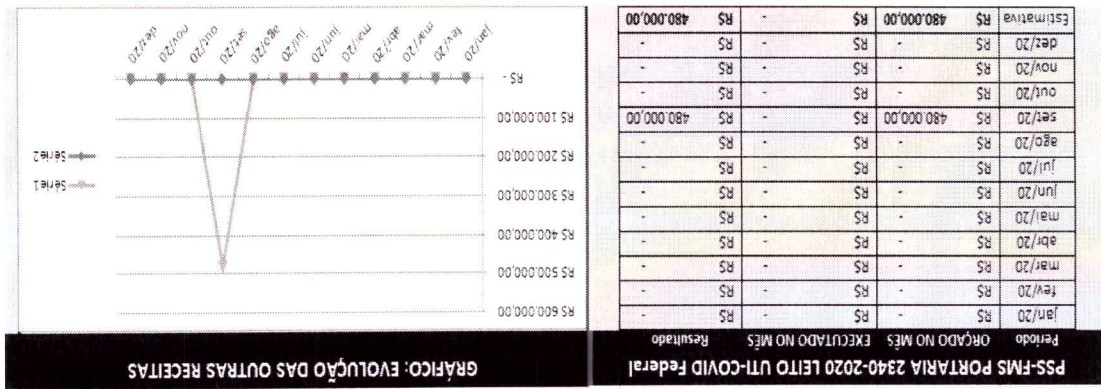 PSS-FMS PORTARIA 2340-2020 LEITO UTI-COVID Federal
Período ORÇADO NO MÊS EXECUTADO NO MÊS Resultado
jan/20 R$ - R$ - R$ -
fev/20 R$ - R$ - R$ -
mar/20 R$ - R$ - R$ -
abr/20 R$ - R$ - R$ -
mai/20 R$ - R$ - R$ -
jun/20 R$ - R$ - R$ -
jul/20 R$ - R$ - R$ -
ago/20 R$ - R$ - R$ -
set/20 R$ 480.000,00 R$ - R$ 480.000,00
out/20 R$ - R$ - R$ -
nov/20 R$ - R$ - R$ -
dez/20 R$ - R$ - R$ -
Estimativa R$ 480.000,00 R$ - R$ 480.000,00
GRÁFICO: EVOLUÇÃO DAS OUTRAS RECEITAS
R$ 600.000,00
R$ 500.000,00
R$ 400.000,00
R$ 300.000,00
R$ 200.000,00
R$ 100.000,00
R$ -
jan/20 fev/20 mar/20 abr/20 mai/20 jun/20 jul/20 ago/20 set/20 out/20 nov/20 dez/20
Série1
Série2